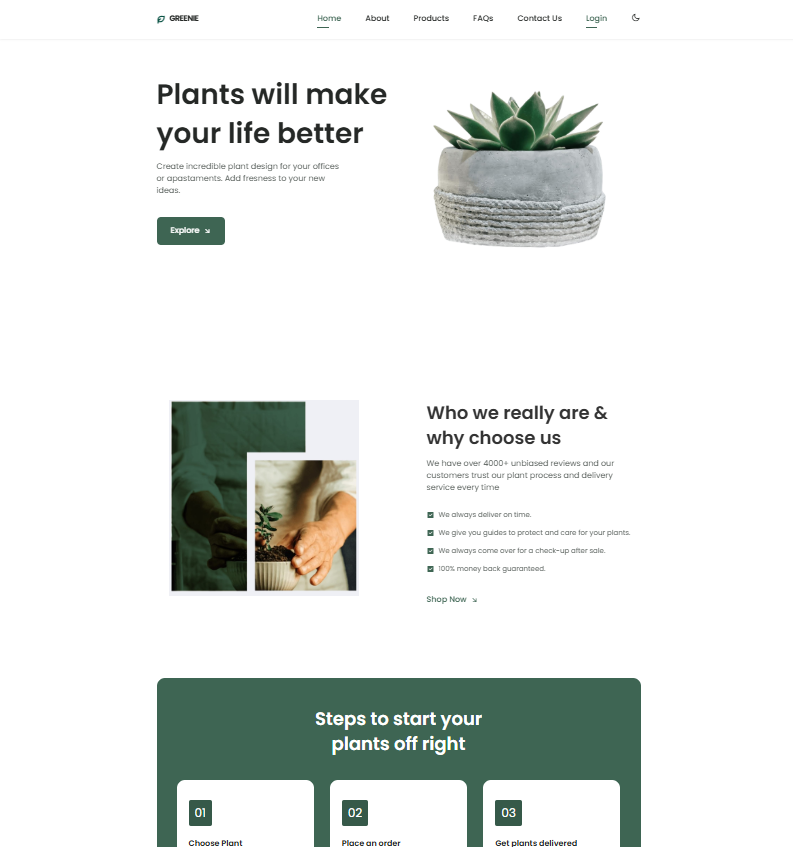 GREENIE
Home
About
Products
FAQs
Contact Us
Login
Plants will make
your life better
Create incredible plant design for your offices
or apastaments. Add fresness to your new
ideas.
Explore
Who we really are &
why choose us
We have over 4000+ unbiased reviews and our
customers trust our plant process and delivery
service every time
We always deliver on time.
We give you guides to protect and care for your plants.
We always come over for a check-up after sale.
100% money back guaranteed.
Shop Now
Steps to start your
plants off right
01
02
03
Choose Plant
Place an order
Get plants delivered